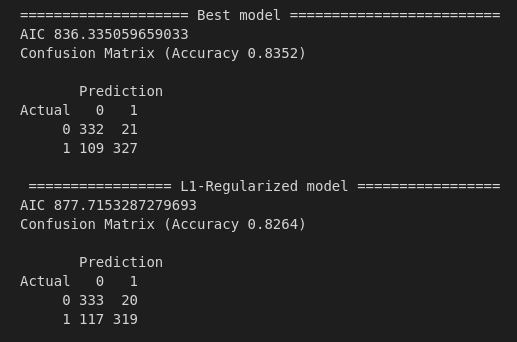 ==================== Best model =========================
AIC 836.335059659033
Confusion Matrix (Accuracy 0.8352)
Prediction
Actual 0 1
0 332 21
1 109 327
================= L1-Regularized model =================
AIC 877.7153287279693
Confusion Matrix (Accuracy 0.8264)
Prediction
Actual 0 1
0 333 20
1 117 319